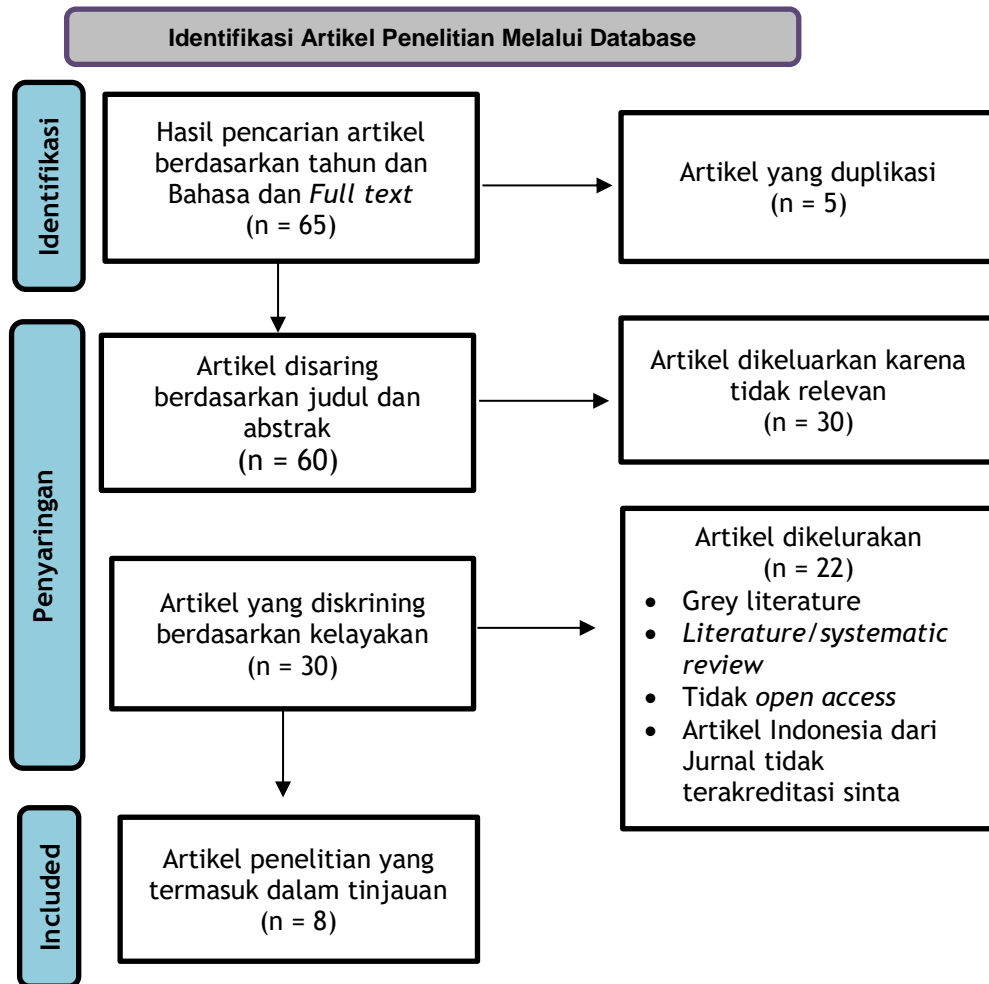 Identifikasi Artikel Penelitian Melalui Database
Identifikasi
Hasil pencarian artikel
berdasarkan tahun dan
Bahasa dan Full text
(n = 65)
Artikel yang duplikasi
(n = 5)
Penyaringan
Artikel disaring
berdasarkan judul dan
abstrak
(n = 60)
Artikel dikeluarkan karena
tidak relevan
(n = 30)
Artikel yang diskrining
berdasarkan kelayakan
(n = 30)
Artikel dikelurakan
(n = 22)
• Grey literature
• Literature/systematic
review
• Tidak open access
• Artikel Indonesia dari
Jurnal tidak
terakreditasi sinta
Included
Artikel penelitian yang
termasuk dalam tinjauan
(n = 8)